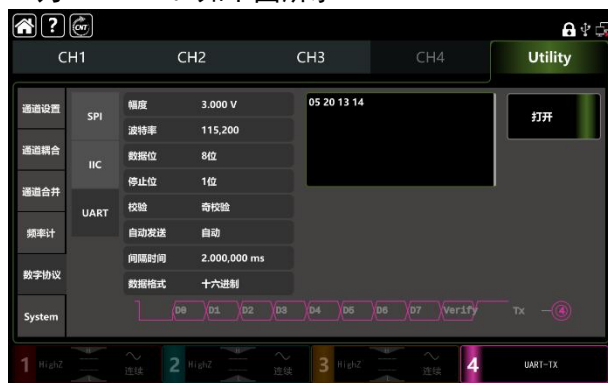 ? CNT
CH1 CH2 CH3 CH4 Utility
通道设置
通道耦合
通道合并
频率计
数字协议
System
SPI
IIC
UART
幅度 3.000 V
波特率 115,200
数据位 8位
停止位 1位
校验 奇校验
自动发送 自动
间隔时间 2.000,000 ms
数据格式 十六进制
05 20 13 14
打开
D0 D1 D2 D3 D4 D5 D6 D7 Verify Tx 4
1 HighZ 连续 2 HighZ 连续 3 HighZ 连续 4 UART-TX